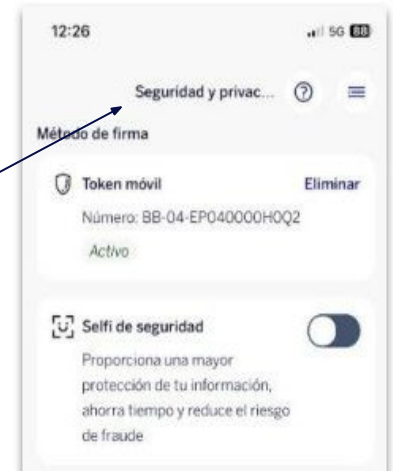 12:26
5G 88
Seguridad y privac...
Método de firma
Token móvil
Eliminar
Número: BB-04-EP040000H0Q2
Activo
Selfi de seguridad
Proporciona una mayor
protección de tu información,
ahorra tiempo y reduce el riesgo
de fraude